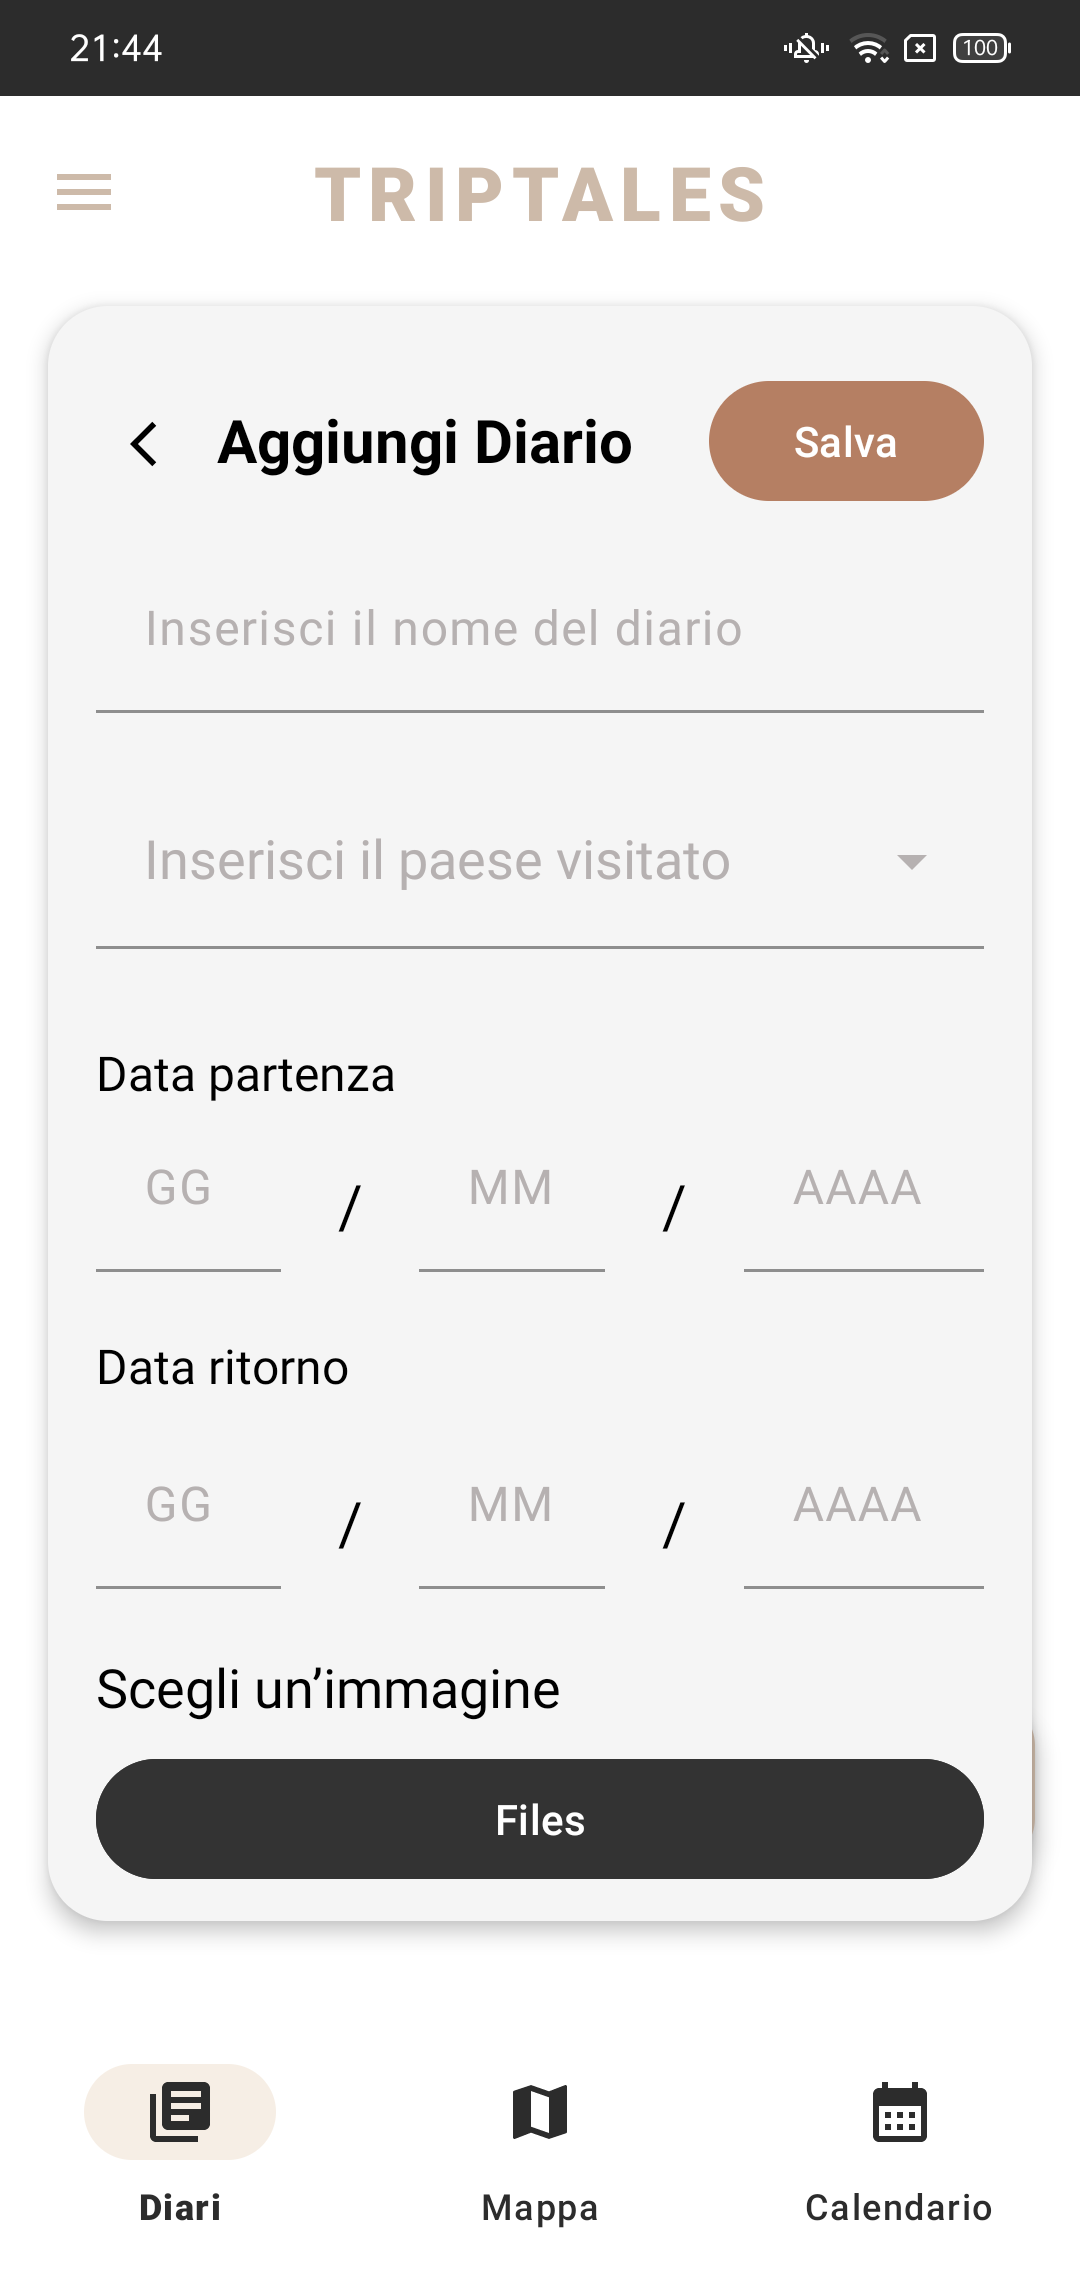 21:44
100
TRIPTALES
Aggiungi Diario
Salva
Inserisci il nome del diario
Inserisci il paese visitato
Data partenza
GG / MM / AAAA
Data ritorno
GG / MM / AAAA
Scegli un’immagine
Files
Diari
Mappa
Calendario